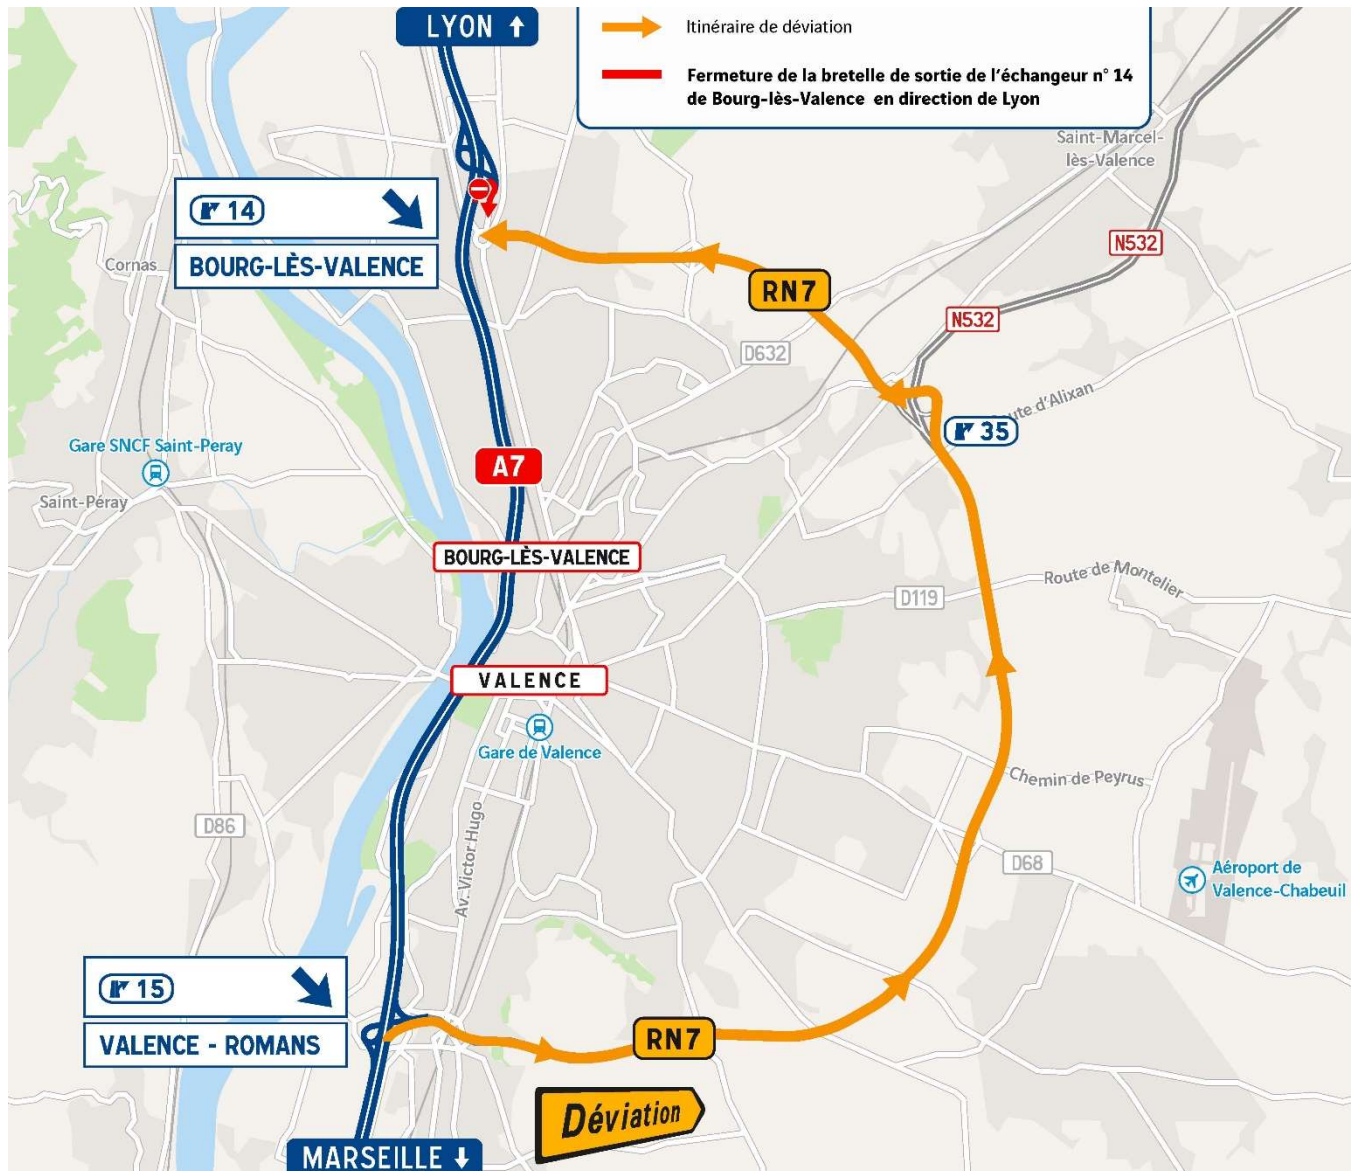 LYON
Itinéraire de déviation
Fermeture de la bretelle de sortie de l'échangeur n° 14
de Bourg-lès-Valence en direction de Lyon
Saint-Marcel-
lès-Valence
14
BOURG-LÈS-VALENCE
Cornas
N532
RN7
N532
D632
Route d'Alixan
35
Gare SNCF Saint-Peray
A7
Saint-Péray
BOURG-LÈS-VALENCE
Route de Montelier
D119
VALENCE
Gare de Valence
Chemin de Peyrus
D86
Av. Victor Hugo
D68
Aéroport de
Valence-Chabeuil
15
VALENCE - ROMANS
RN7
Déviation
MARSEILLE